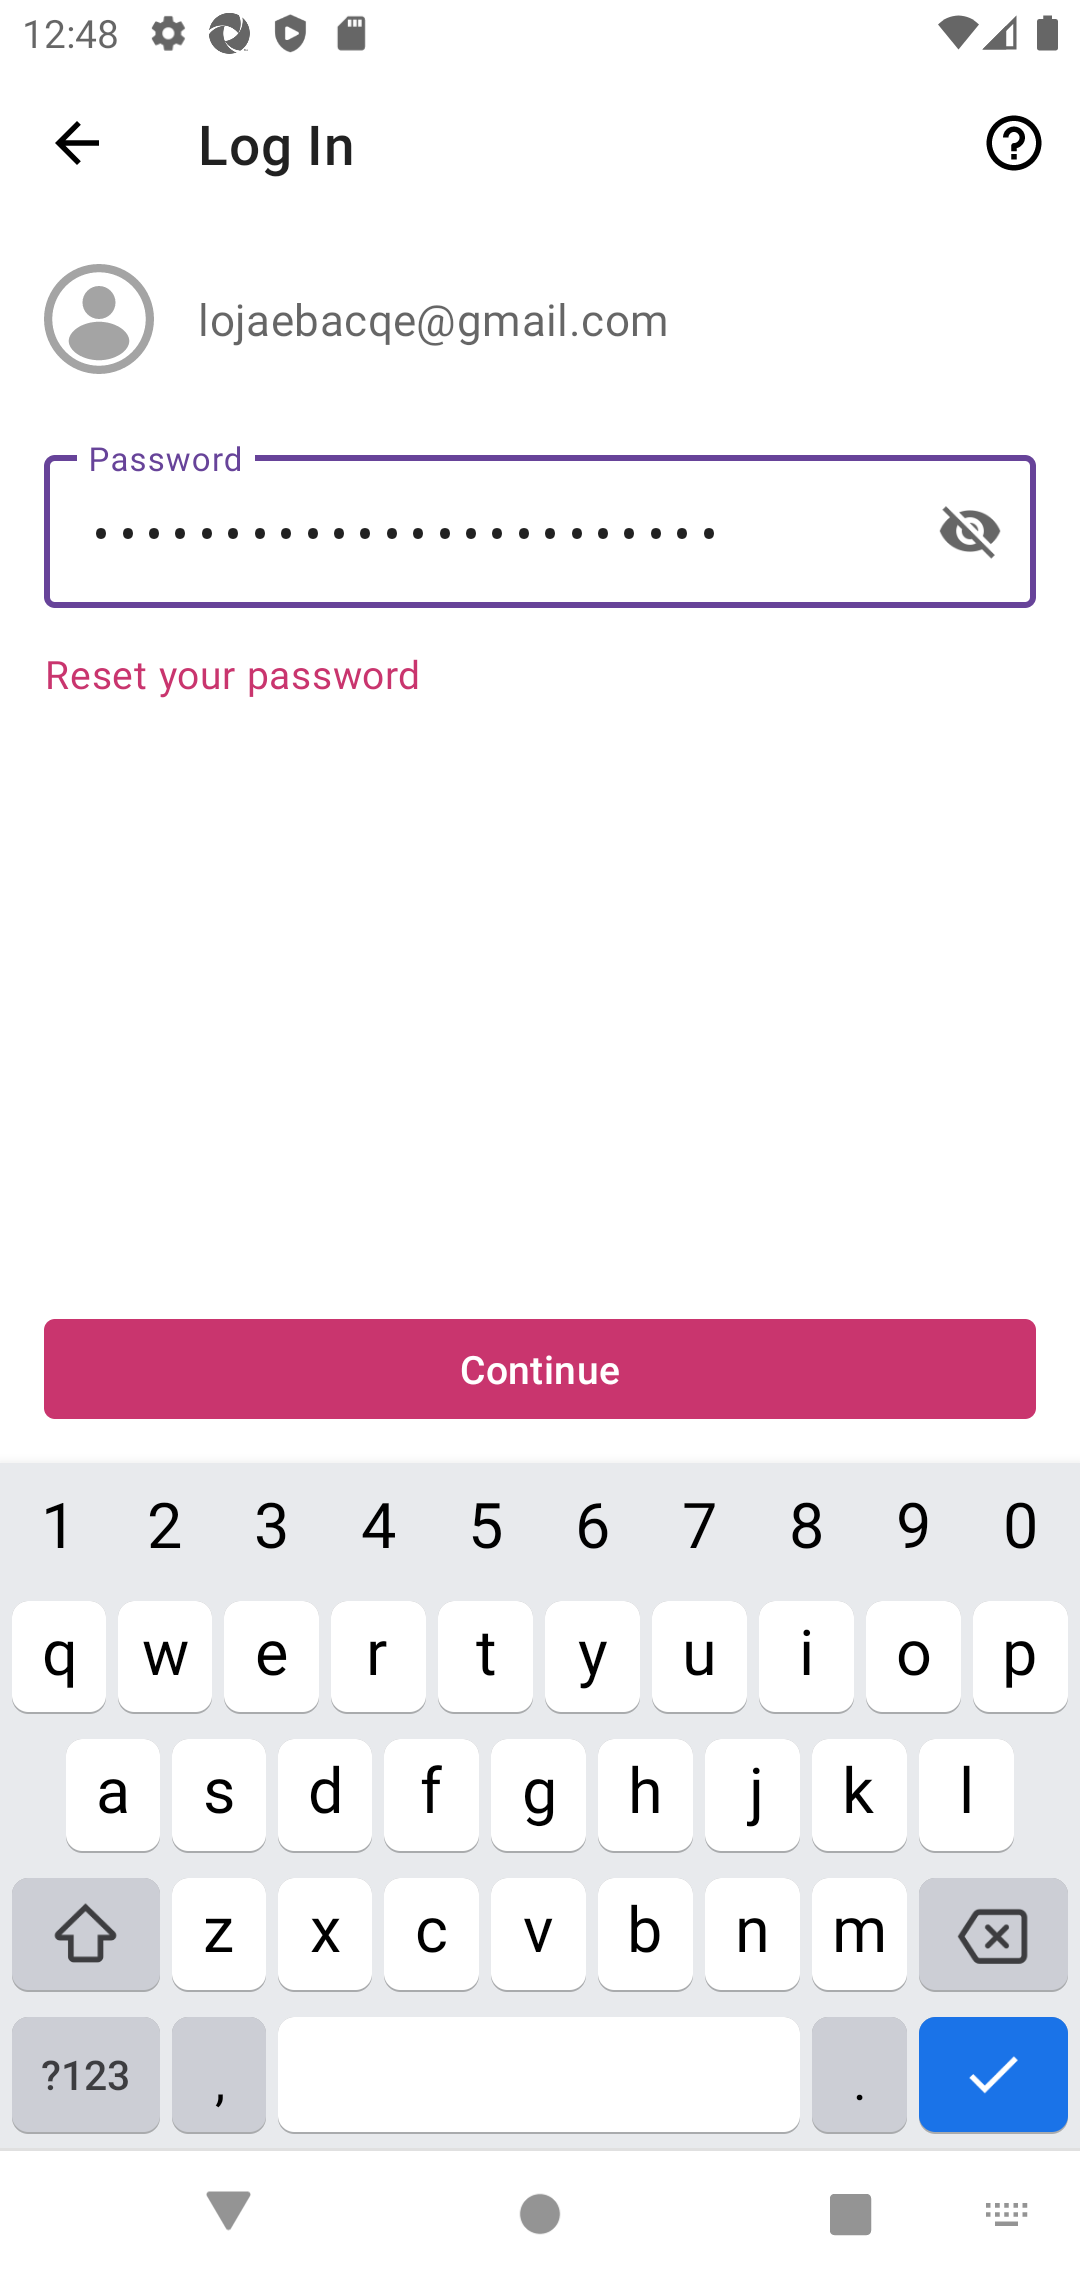 12:48
Log In
lojaebacqe@gmail.com
Password
••••••••••••••••••••••••
Reset your password
Continue
1 2 3 4 5 6 7 8 9 0
q w e r t y u i o p
a s d f g h j k l
z x c v b n m
?123 , .